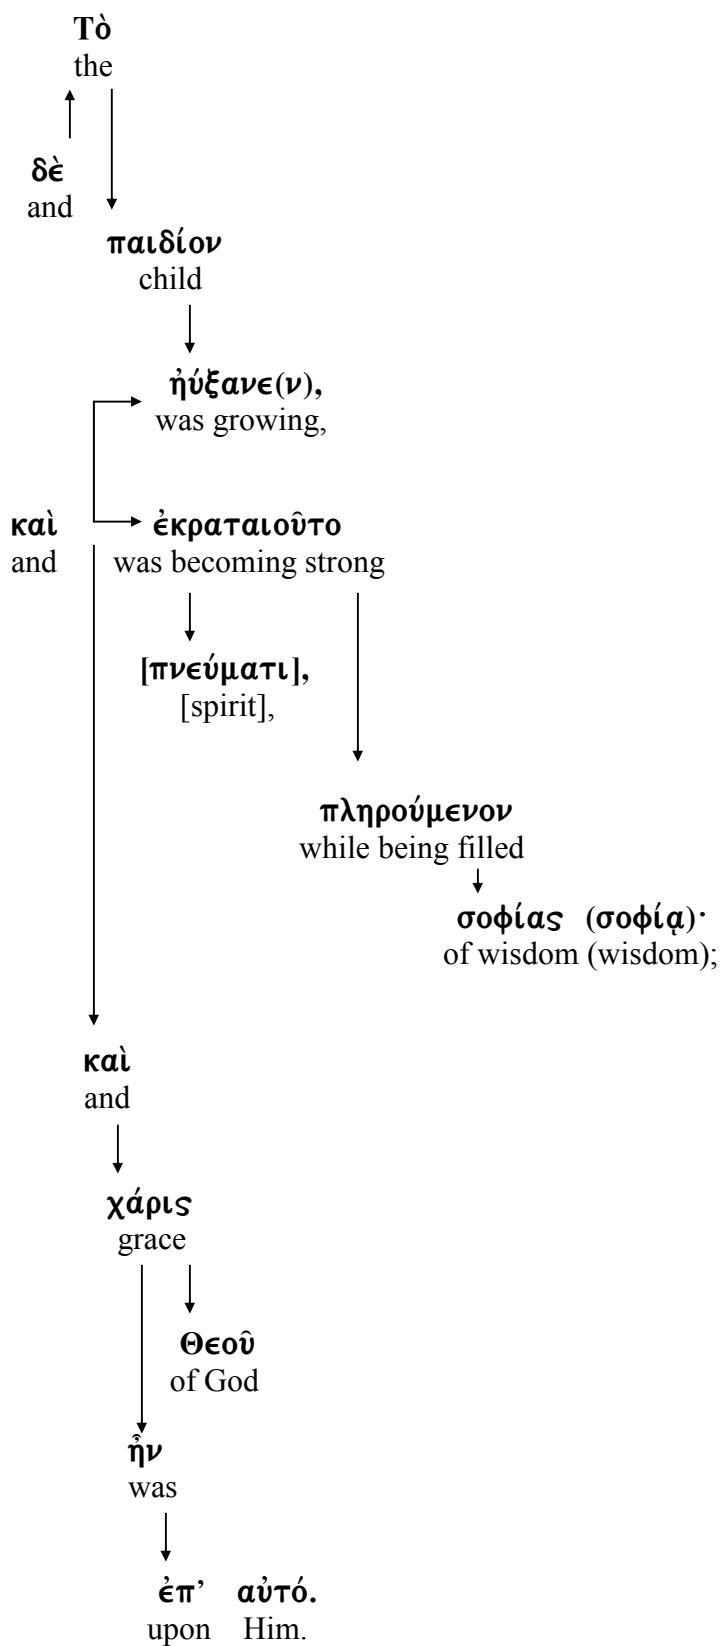 Τὸ
the
δὲ
and
παιδίον
child
ηὐξανε(ν),
was growing,
καὶ ἐκραταιοῦτο
and was becoming strong
[πνεύματι],
[spirit],
πληρούμενον
while being filled
σοφίας (σοφίᾳ)·
of wisdom (wisdom);
καὶ
and
χάρις
grace
Θεοῦ
of God
ἦν
was
ἐπ’ αὐτό.
upon Him.